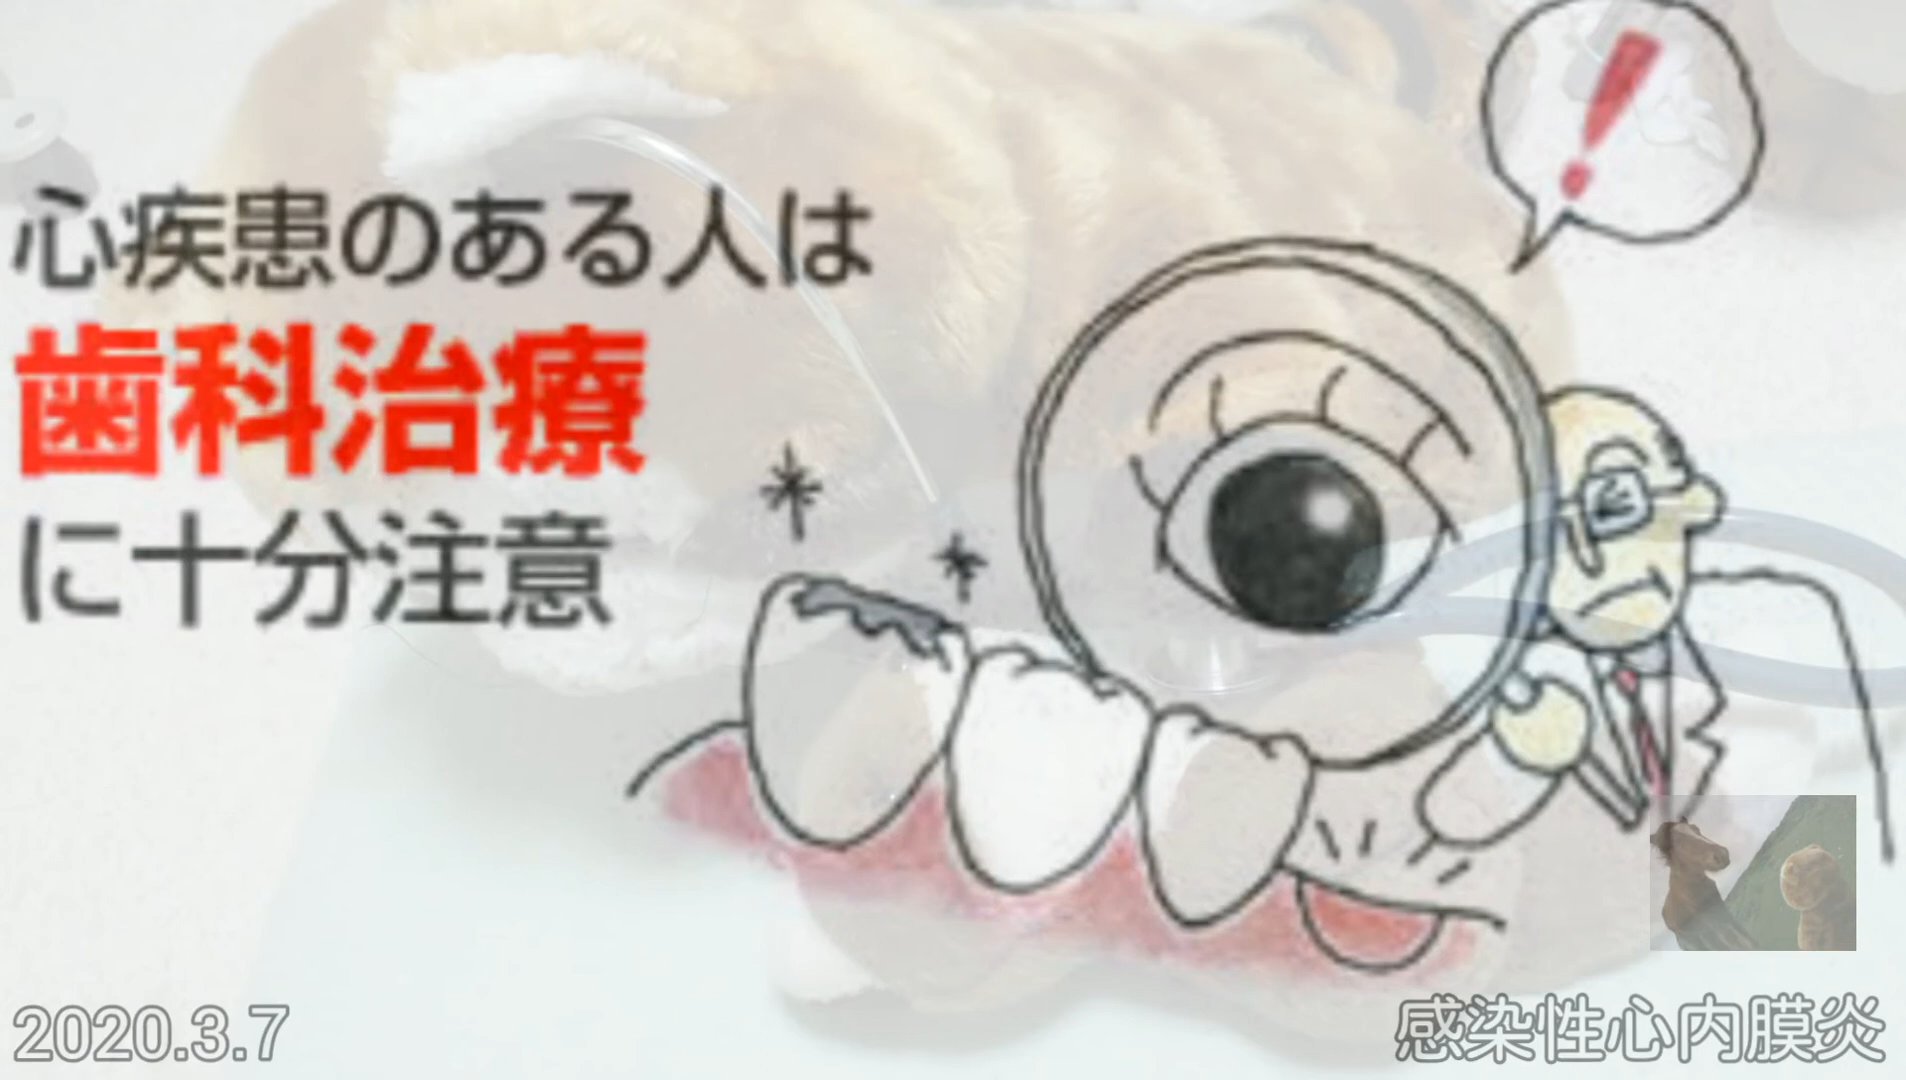 心疾患のある人は
歯科治療
に十分注意
2020.3.7
感染性心内膜炎